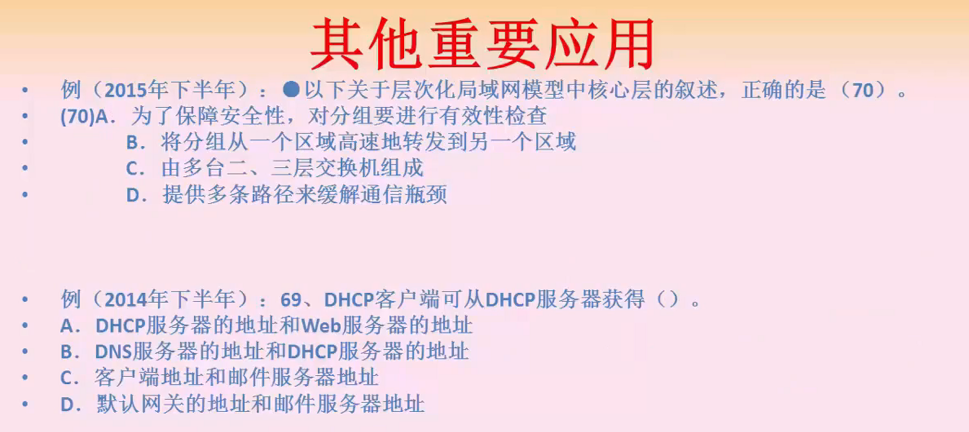 其他重要应用
• 例（2015年下半年）：●以下关于层次化局域网模型中核心层的叙述，正确的是（70）。
• (70)A．为了保障安全性，对分组要进行有效性检查
• B．将分组从一个区域高速地转发到另一个区域
• C．由多台二、三层交换机组成
• D．提供多条路径来缓解通信瓶颈
• 例（2014年下半年）：69、DHCP客户端可从DHCP服务器获得（）。
• A．DHCP服务器的地址和Web服务器的地址
• B．DNS服务器的地址和DHCP服务器的地址
• C．客户端地址和邮件服务器地址
• D．默认网关的地址和邮件服务器地址